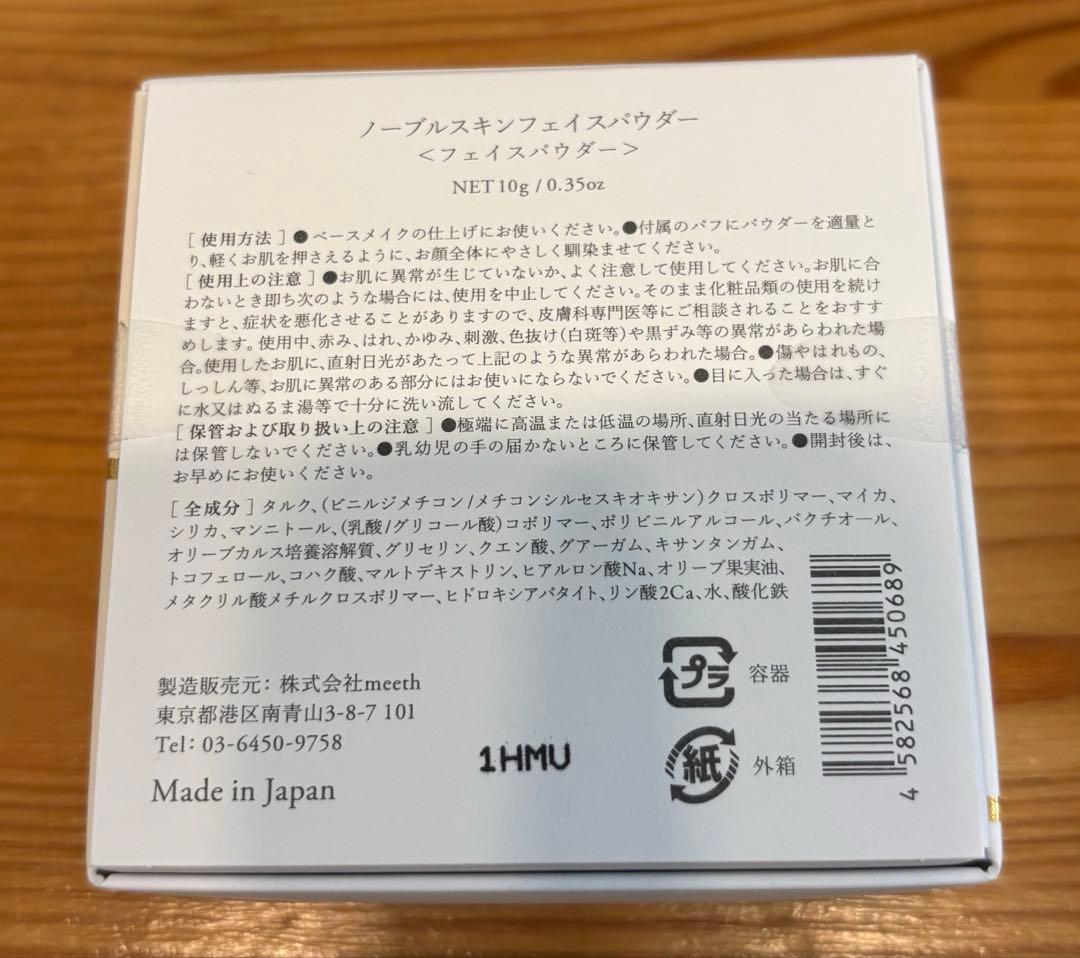 ノーブルスキンフェイスパウダー
＜フェイスパウダー＞
NET 10g / 0.35oz
［ 使用方法 ］●ベースメイクの仕上げにお使いください。●付属のパフにパウダーを適量と
り、軽くお肌を押さえるように、お顔全体にやさしく馴染ませてください。
［ 使用上の注意 ］●お肌に異常が生じていないか、よく注意して使用してください。お肌に合
わないとき即ち次のような場合には、使用を中止してください。そのまま化粧品類の使用を続け
ますと、症状を悪化させることがありますので、皮膚科専門医等にご相談されることをおすす
めします。使用中、赤み、はれ、かゆみ、刺激、色抜け(白斑等)や黒ずみ等の異常があらわれた場
合。使用したお肌に、直射日光があたって上記のような異常があらわれた場合。●傷やはれもの、
しっしん等、お肌に異常のある部分にはお使いにならないでください。●目に入った場合は、すぐ
に水又はぬるま湯等で十分に洗い流してください。
［ 保管および取り扱い上の注意 ］●極端に高温または低温の場所、直射日光の当たる場所に
は保管しないでください。●乳幼児の手の届かないところに保管してください。●開封後は、
お早めにお使いください。
［ 全成分 ］タルク、(ビニルジメチコン/メチコンシルセスキオキサン)クロスポリマー、マイカ、
シリカ、マンニトール、(乳酸/グリコール酸)コポリマー、ポリビニルアルコール、バクチオール、
オリーブカルス培養溶解質、グリセリン、クエン酸、グアーガム、キサンタンガム、
トコフェロール、コハク酸、マルトデキストリン、ヒアルロン酸Na、オリーブ果実油、
メタクリル酸メチルクロスポリマー、ヒドロキシアパタイト、リン酸2Ca、水、酸化鉄
製造販売元: 株式会社meeth
東京都港区南青山3-8-7 101
Tel: 03-6450-9758
Made in Japan
1HMU
プラ 容器
紙 外箱
4 582568 450689